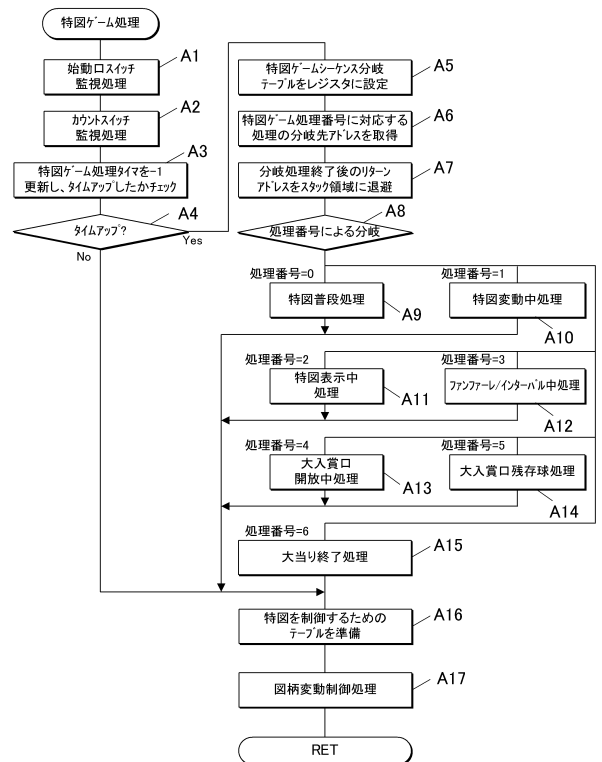 特図ゲーム処理
始動口スイッチ
監視処理
A1
カウントスイッチ
監視処理
A2
特図ゲーム処理タイマを-1
更新し、タイムアップしたかチェック
A3
タイムアップ?
A4
Yes
No
特図ゲームシーケンス分岐
テーブルをレジスタに設定
A5
特図ゲーム処理番号に対応する
処理の分岐先アドレスを取得
A6
分岐処理終了後のリターン
アドレスをスタック領域に退避
A7
処理番号による分岐
A8
処理番号=0
特図普段処理
A9
処理番号=1
特図変動中処理
A10
処理番号=2
特図表示中
処理
A11
処理番号=3
ファンファーレ/インターバル中処理
A12
処理番号=4
大入賞口
開放中処理
A13
処理番号=5
大入賞口残存球処理
A14
処理番号=6
大当り終了処理
A15
特図を制御するための
テーブルを準備
A16
図柄変動制御処理
A17
RET